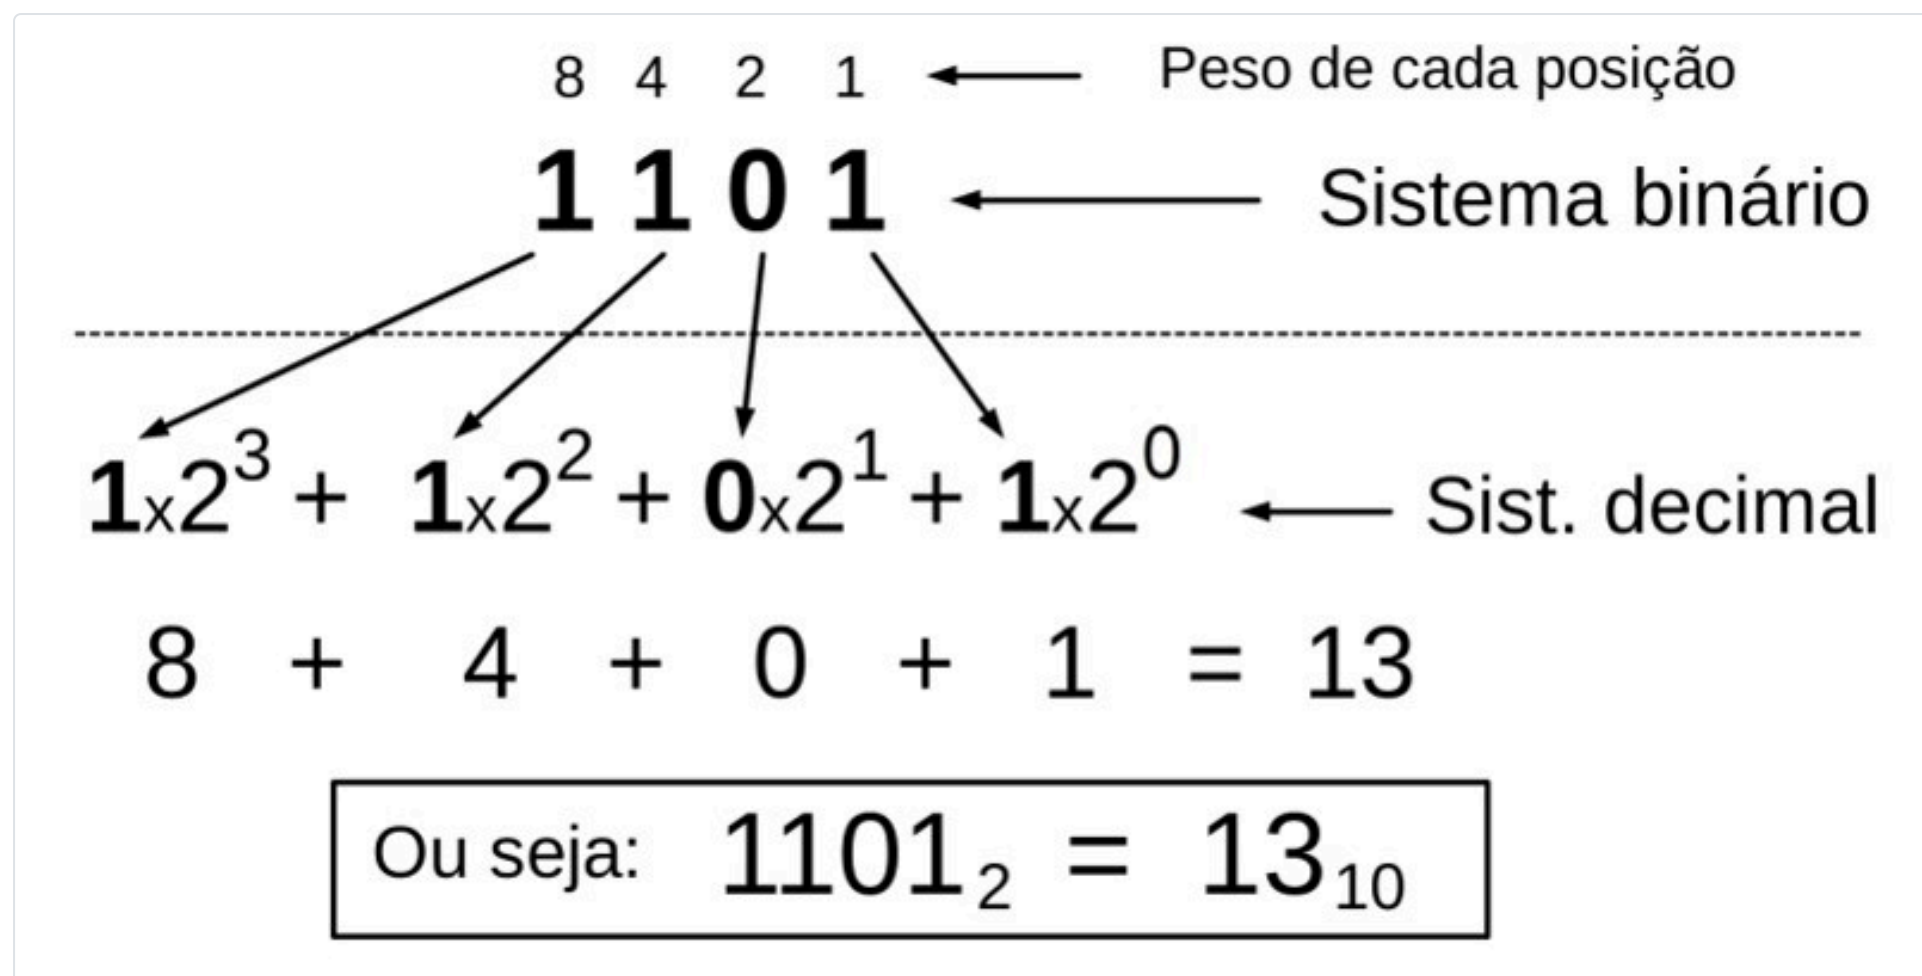 8 4 2 1 Peso de cada posição
1 1 0 1 Sistema binário
1x2³ + 1x2² + 0x2¹ + 1x2⁰ Sist. decimal
8 + 4 + 0 + 1 = 13
Ou seja: 1101₂ = 13₁₀